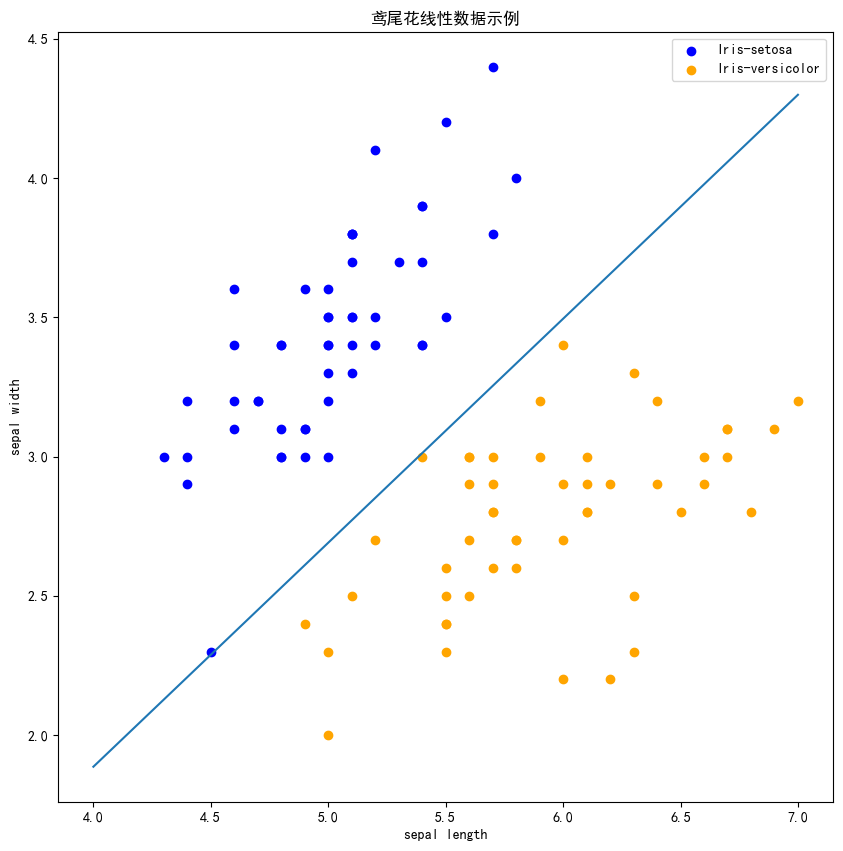 鸢尾花线性数据示例
Iris-setosa
Iris-versicolor
4.5
4.0
3.5
3.0
2.5
2.0
sepal width
4.0 4.5 5.0 5.5 6.0 6.5 7.0
sepal length